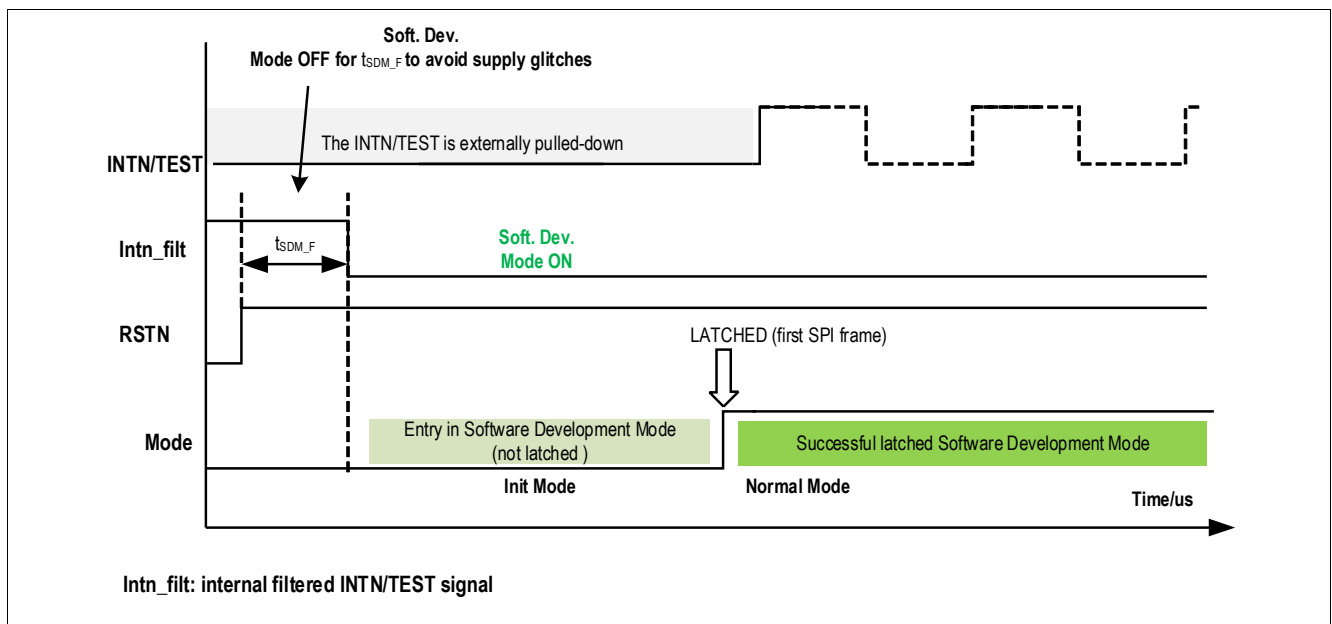 Soft. Dev.
Mode OFF for tSDM_F to avoid supply glitches
The INTN/TEST is externally pulled-down
INTN/TEST
Intn_filt
tSDM_F
Soft. Dev.
Mode ON
RSTN
LATCHED (first SPI frame)
Mode
Entry in Software Development Mode
(not latched )
Successful latched Software Development Mode
Init Mode
Normal Mode
Time/us
Intn_filt: internal filtered INTN/TEST signal